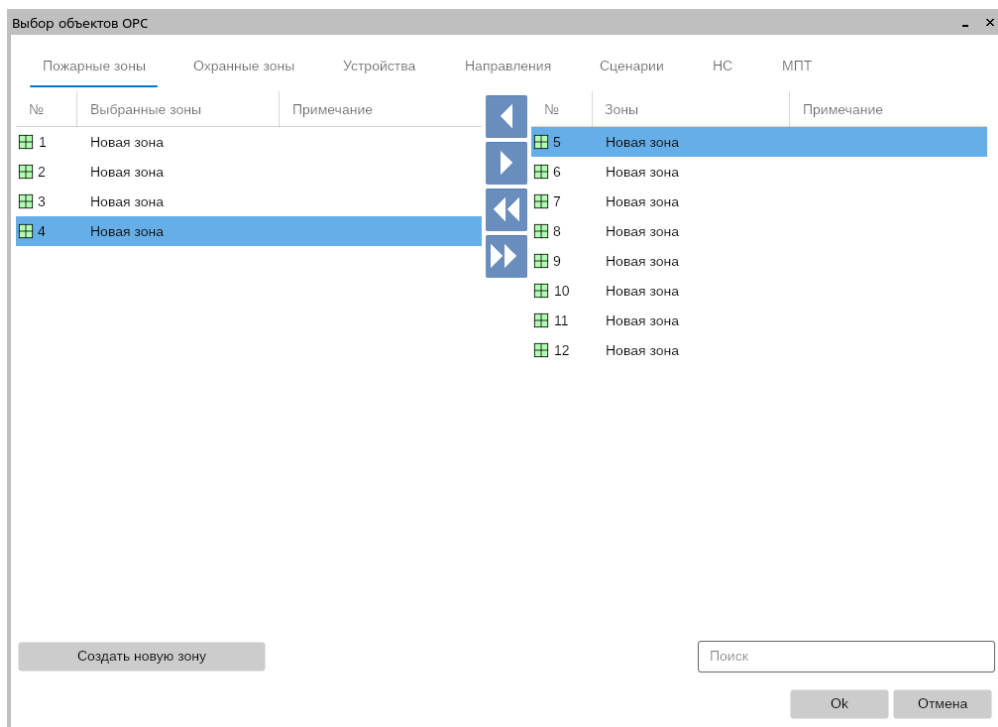 Выбор объектов OPC
Пожарные зоны Охранные зоны Устройства Направления Сценарии НС МПТ
№ Выбранные зоны Примечание № Зоны Примечание
1 Новая зона 5 Новая зона
2 Новая зона 6 Новая зона
3 Новая зона 7 Новая зона
4 Новая зона 8 Новая зона
9 Новая зона
10 Новая зона
11 Новая зона
12 Новая зона
Создать новую зону Поиск
Ok Отмена